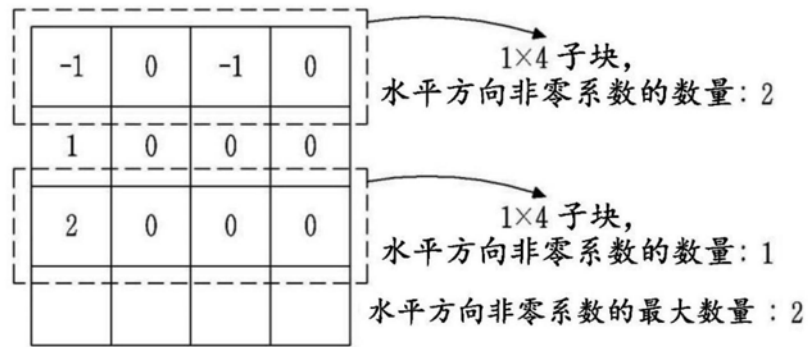 -1 0 -1 0
1×4 子块，
水平方向非零系数的数量：2
1 0 0 0
2 0 0 0
1×4 子块，
水平方向非零系数的数量：1
水平方向非零系数的最大数量：2